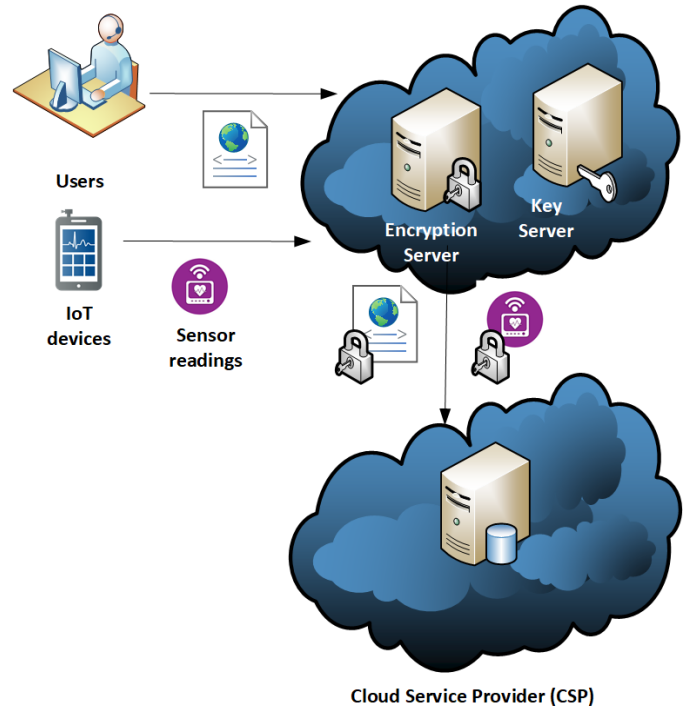 Users
Encryption
Server
Key
Server
IoT
devices
Sensor
readings
Cloud Service Provider (CSP)